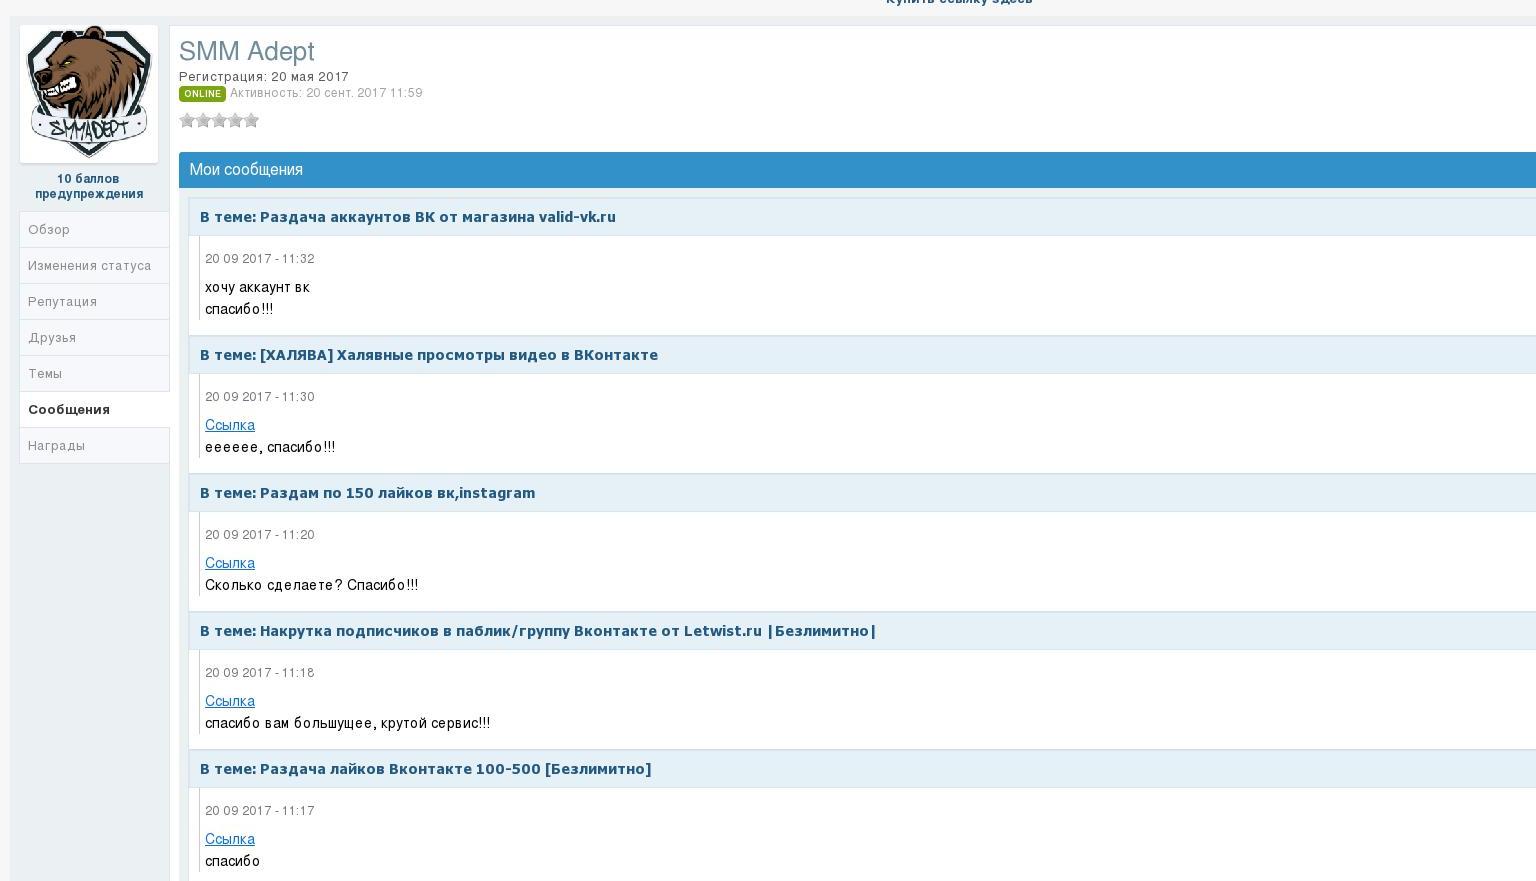 Купить ссылку здесь
SMMADEPT
10 баллов
предупреждения
Обзор
Изменения статуса
Репутация
Друзья
Темы
Сообщения
Награды
SMM Adept
Регистрация: 20 мая 2017
ONLINE Активность: 20 сент. 2017 11:59
Мои сообщения
В теме: Раздача аккаунтов ВК от магазина valid-vk.ru
20 09 2017 - 11:32
хочу аккаунт вк
спасибо!!!
В теме: [ХАЛЯВА] Халявные просмотры видео в ВКонтакте
20 09 2017 - 11:30
Ссылка
еееееe, спасибо!!!
В теме: Раздам по 150 лайков вк,instagram
20 09 2017 - 11:20
Ссылка
Сколько сделаете? Спасибо!!!
В теме: Накрутка подписчиков в паблик/группу Вконтакте от Letwist.ru |Безлимитно|
20 09 2017 - 11:18
Ссылка
спасибо вам большущее, крутой сервис!!!
В теме: Раздача лайков Вконтакте 100-500 [Безлимитно]
20 09 2017 - 11:17
Ссылка
спасибо